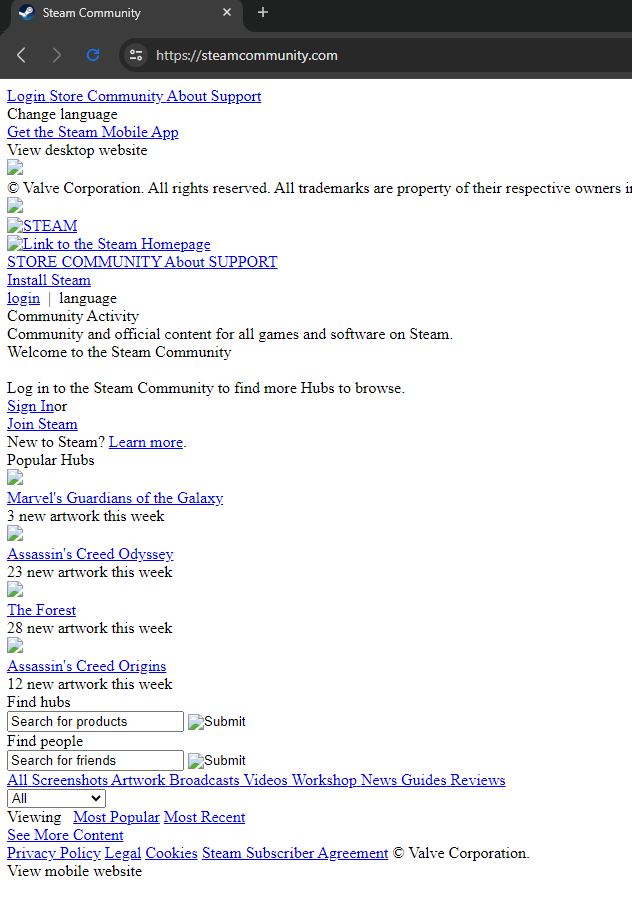 Steam Community
https://steamcommunity.com
Login Store Community About Support
Change language
Get the Steam Mobile App
View desktop website
© Valve Corporation. All rights reserved. All trademarks are property of their respective owners i
STEAM
Link to the Steam Homepage
STORE COMMUNITY About SUPPORT
Install Steam
login | language
Community Activity
Community and official content for all games and software on Steam.
Welcome to the Steam Community
Log in to the Steam Community to find more Hubs to browse.
Sign Inor
Join Steam
New to Steam? Learn more.
Popular Hubs
Marvel's Guardians of the Galaxy
3 new artwork this week
Assassin's Creed Odyssey
23 new artwork this week
The Forest
28 new artwork this week
Assassin's Creed Origins
12 new artwork this week
Find hubs
Search for products Submit
Find people
Search for friends Submit
All Screenshots Artwork Broadcasts Videos Workshop News Guides Reviews
All
Viewing Most Popular Most Recent
See More Content
Privacy Policy Legal Cookies Steam Subscriber Agreement © Valve Corporation.
View mobile website